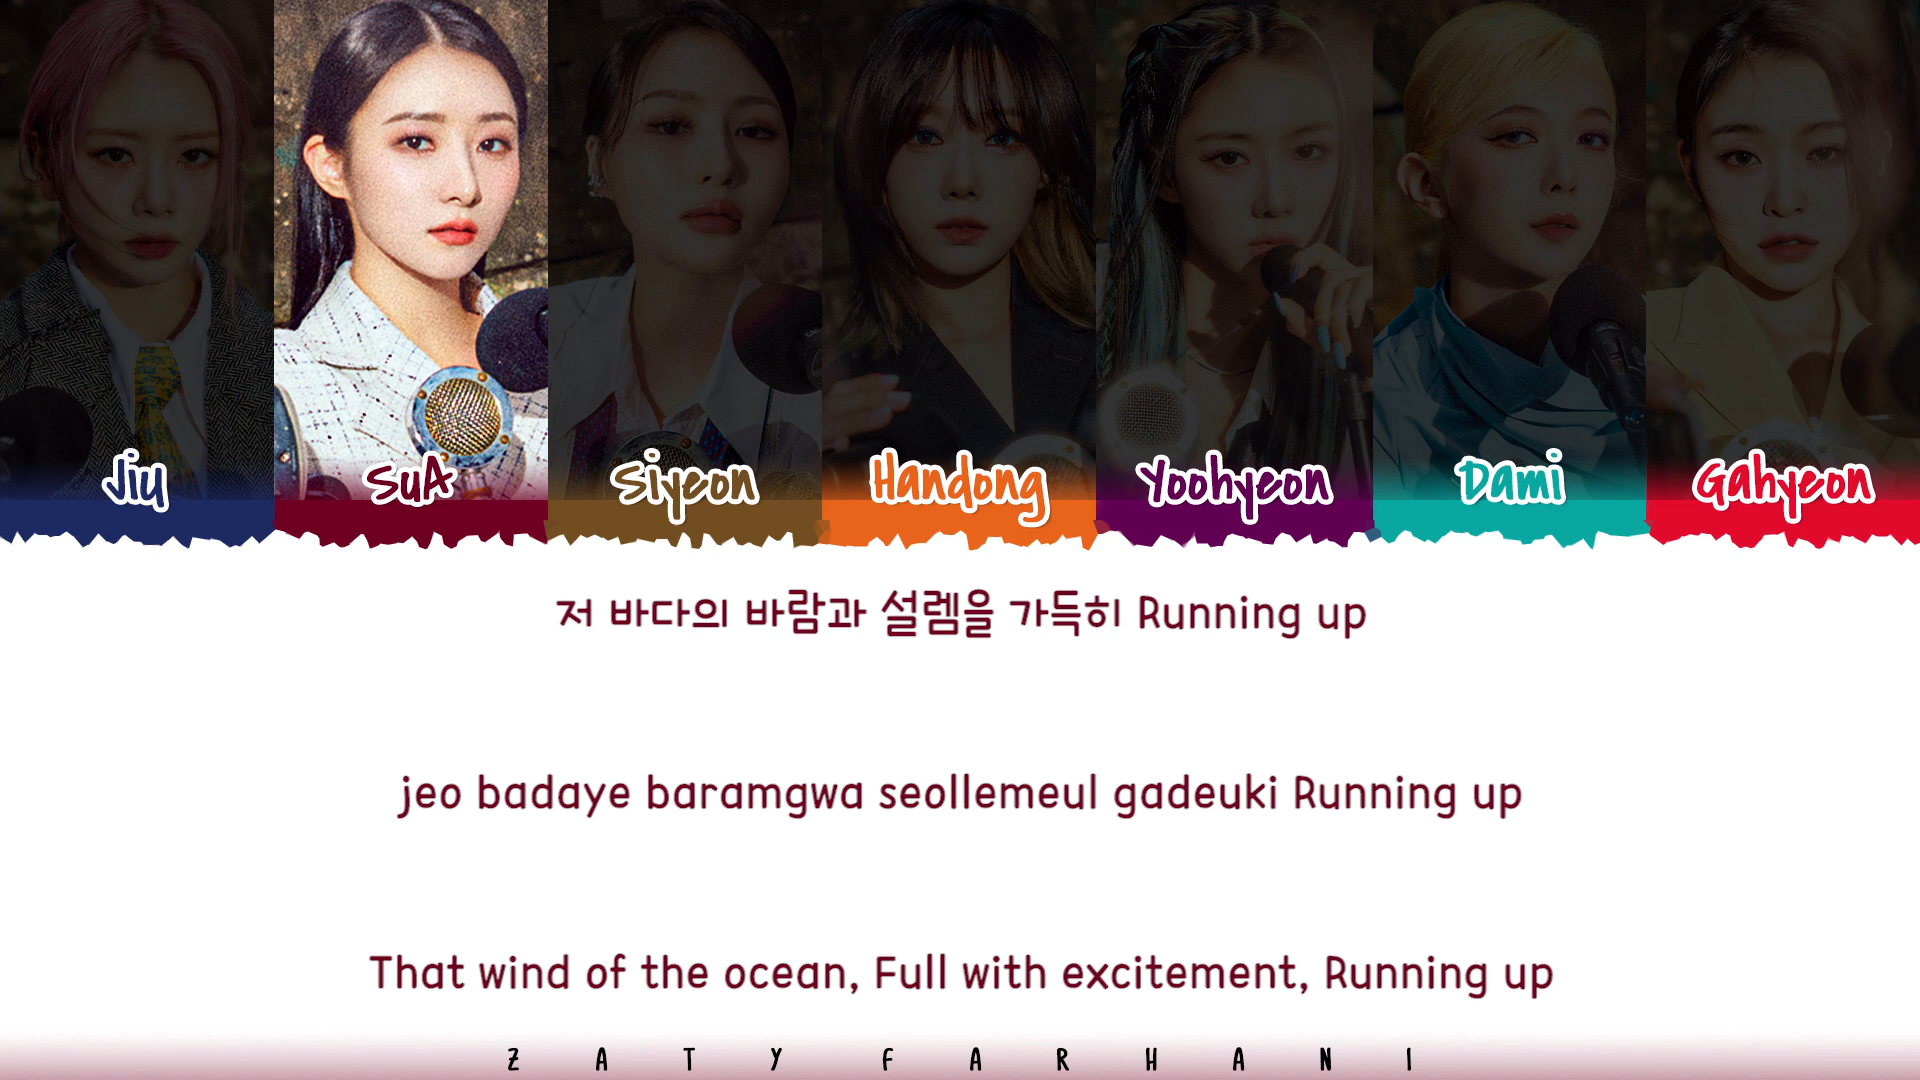 Jiu SuA Siyeon Handong Yoohyeon Dami Gahyeon
저 바다의 바람과 설렘을 가득히 Running up
jeo badaye baramgwa seollemeul gadeuki Running up
That wind of the ocean, Full with excitement, Running up
ZATY FARHANI